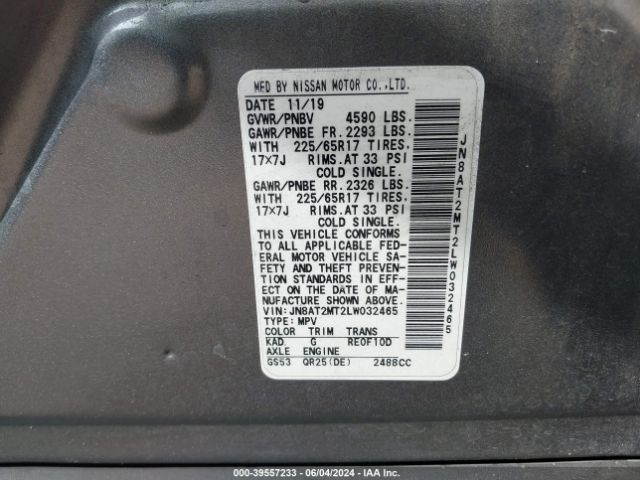 MFD BY NISSAN MOTOR CO.,LTD.
DATE 11/19
GVWR/PNBV 4590 LBS.
GAWR/PNBE FR. 2293 LBS.
WITH 225/65R17 TIRES.
17×7J RIMS.AT 33 PSI
COLD SINGLE.
GAWR/PNBE RR. 2326 LBS.
WITH 225/65R17 TIRES.
17×7J RIMS.AT 33 PSI
COLD SINGLE.
THIS VEHICLE CONFORMS
TO ALL APPLICABLE FED-
ERAL MOTOR VEHICLE SA-
FETY AND THEFT PREVEN-
TION STANDARDS IN EFF-
ECT ON THE DATE OF MA-
NUFACTURE SHOWN ABOVE.
VIN:JN8AT2MT2LW032465
TYPE:MPV
COLOR TRIM TRANS
KAD G RE0F10D
AXLE ENGINE
GS53 QR25(DE) 2488CC
JN8AT2MT2LW032465
000-39557233 - 06/04/2024 - IAA Inc.